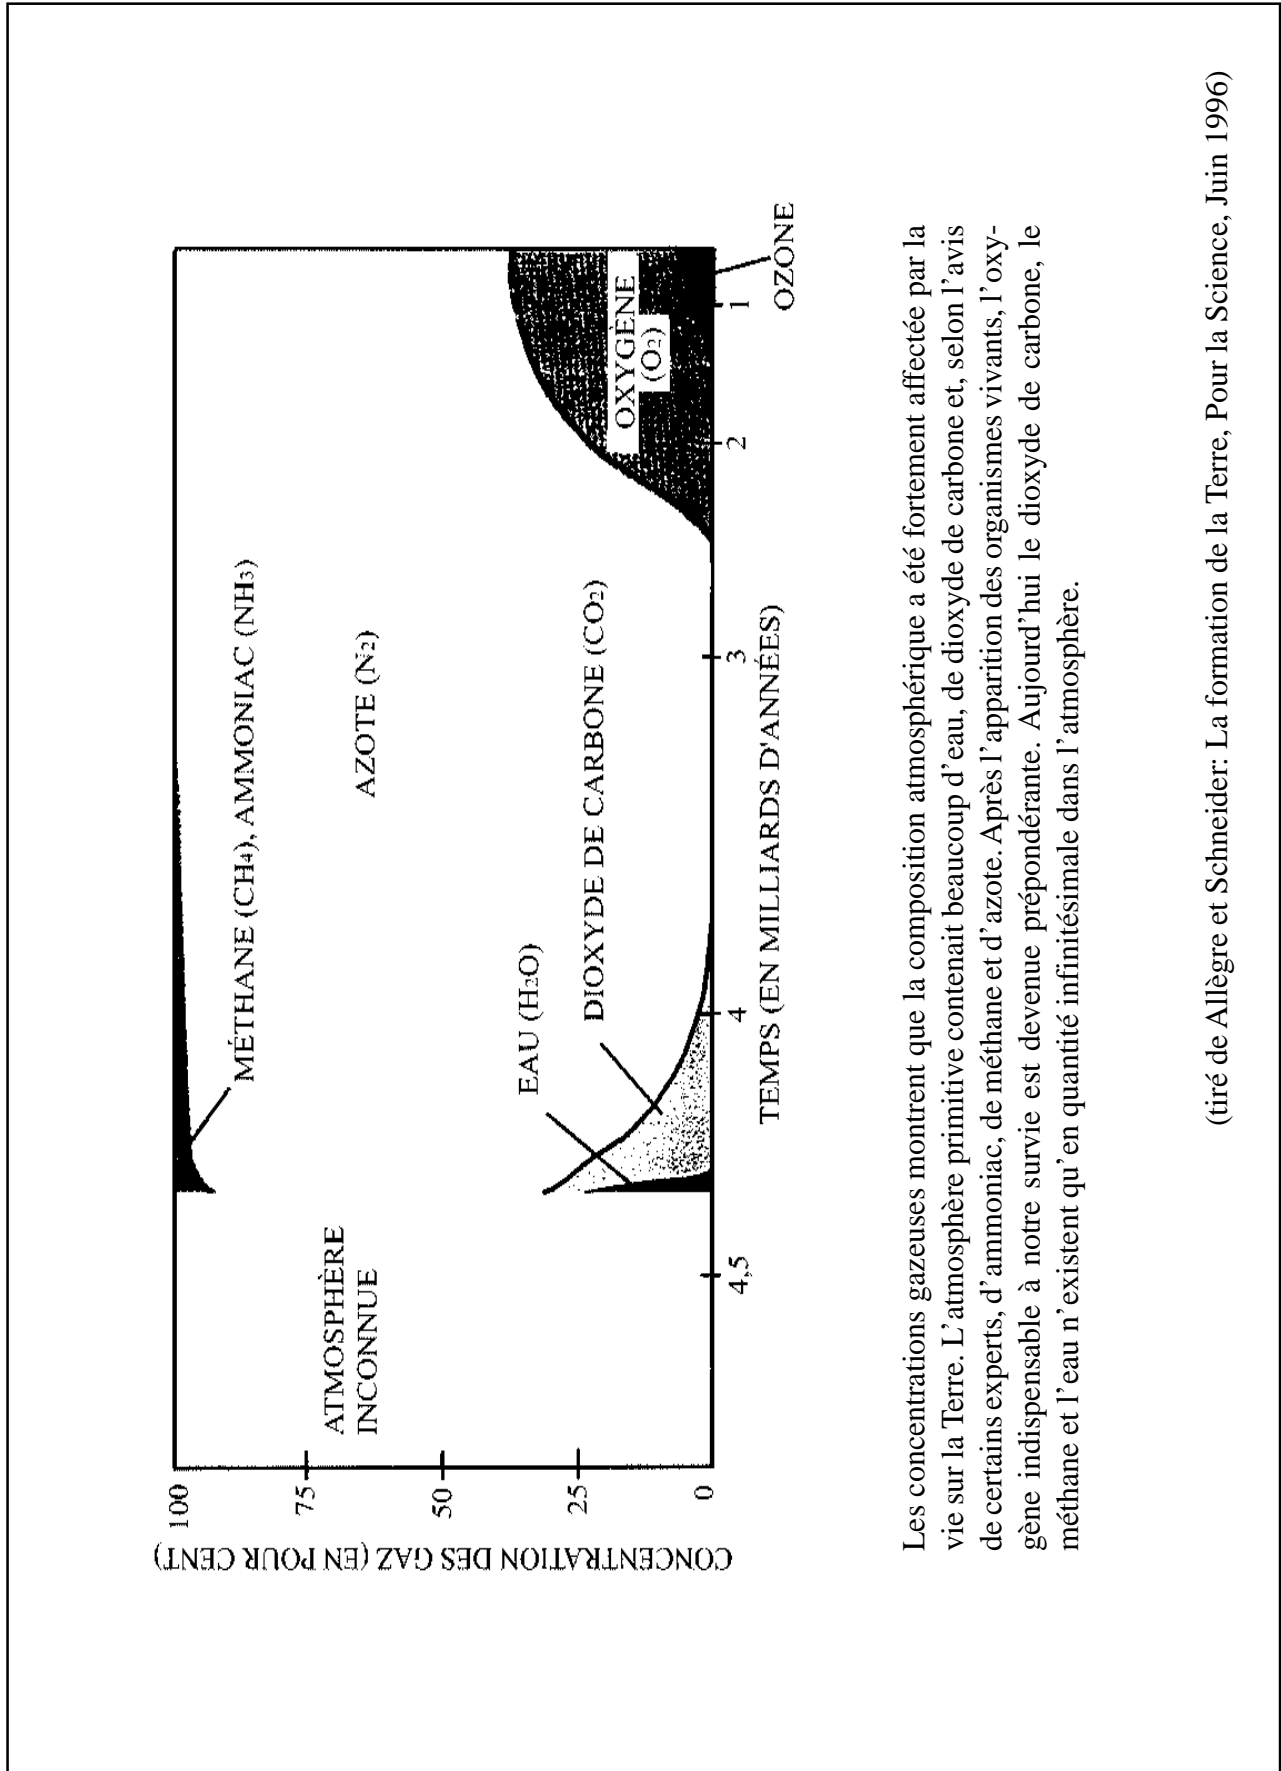 CONCENTRATION DES GAZ (EN POUR CENT)
100
75
50
25
0
ATMOSPHÈRE
INCONNUE
MÉTHANE (CH₄), AMMONIAC (NH₃)
AZOTE (N₂)
EAU (H₂O)
DIOXYDE DE CARBONE (CO₂)
OXYGÈNE
(O₂)
4,5
4
3
2
1
OZONE
TEMPS (EN MILLIARDS D'ANNÉES)
Les concentrations gazeuses montrent que la composition atmosphérique a été fortement affectée par la
vie sur la Terre. L'atmosphère primitive contenait beaucoup d'eau, de dioxyde de carbone et, selon l'avis
de certains experts, d'ammoniac, de méthane et d'azote. Après l'apparition des organismes vivants, l'oxy-
gène indispensable à notre survie est devenue prépondérante. Aujourd'hui le dioxyde de carbone, le
méthane et l'eau n'existent qu'en quantité infinitésimale dans l'atmosphère.
(tiré de Allègre et Schneider: La formation de la Terre, Pour la Science, Juin 1996)